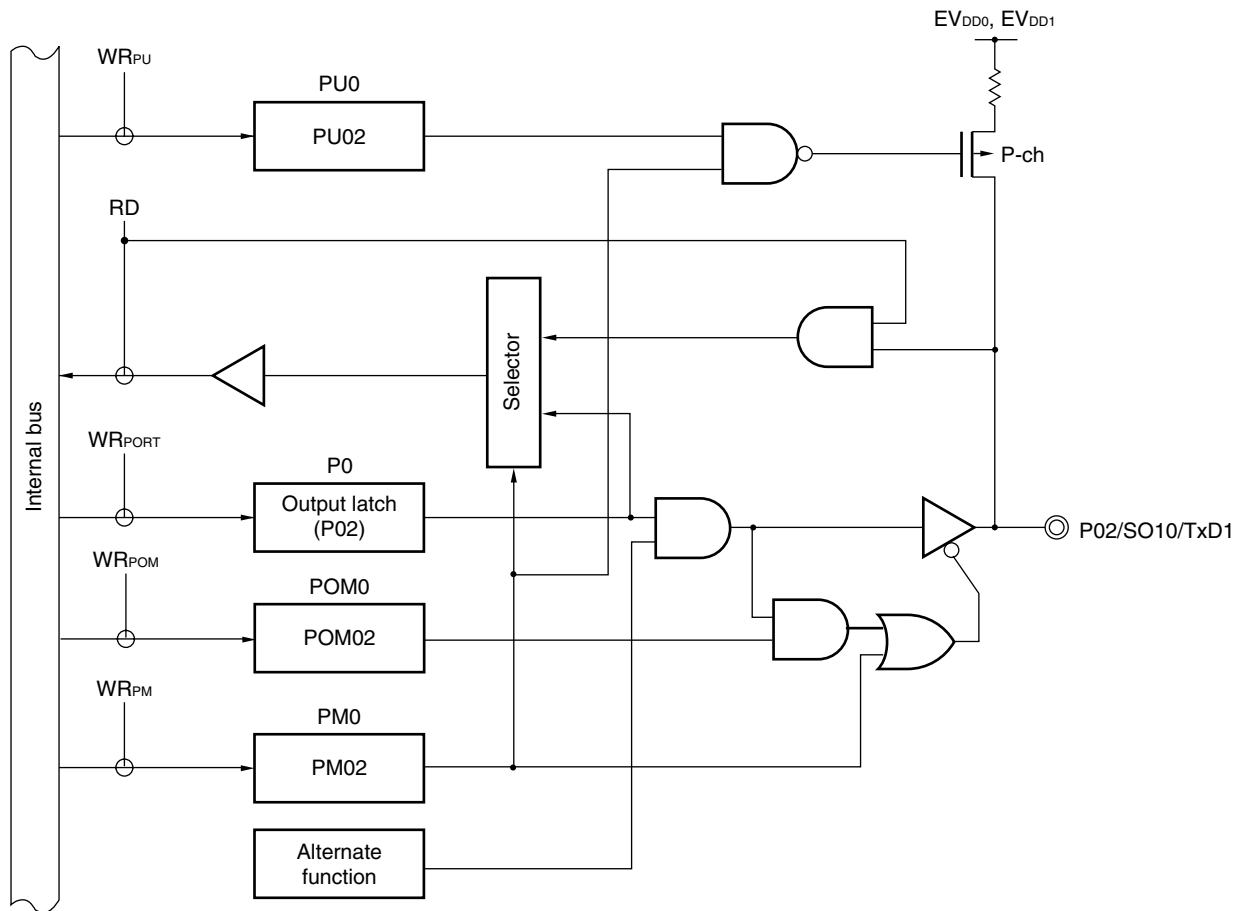 EVDD0, EVDD1
WRPU
PU0
PU02
P-ch
RD
Selector
Internal bus
WRPORT
P0
Output latch
(P02)
P02/SO10/TxD1
WRPOM
POM0
POM02
WRPM
PM0
PM02
Alternate
function